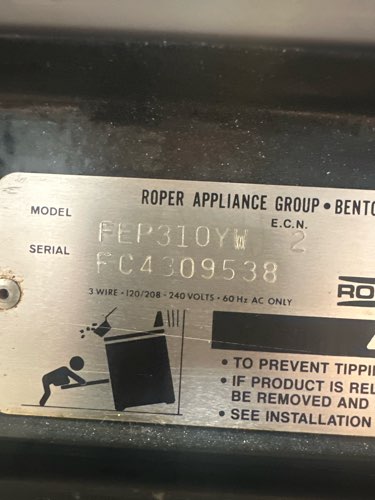 ROPER APPLIANCE GROUP • BENTO
MODEL
E.C.N.
FEP310YW 2
SERIAL
FC4309538
3 WIRE • 120/208 - 240 VOLTS • 60 Hz AC ONLY
RO
• TO PREVENT TIPPI
• IF PRODUCT IS REL
BE REMOVED AND
• SEE INSTALLATION